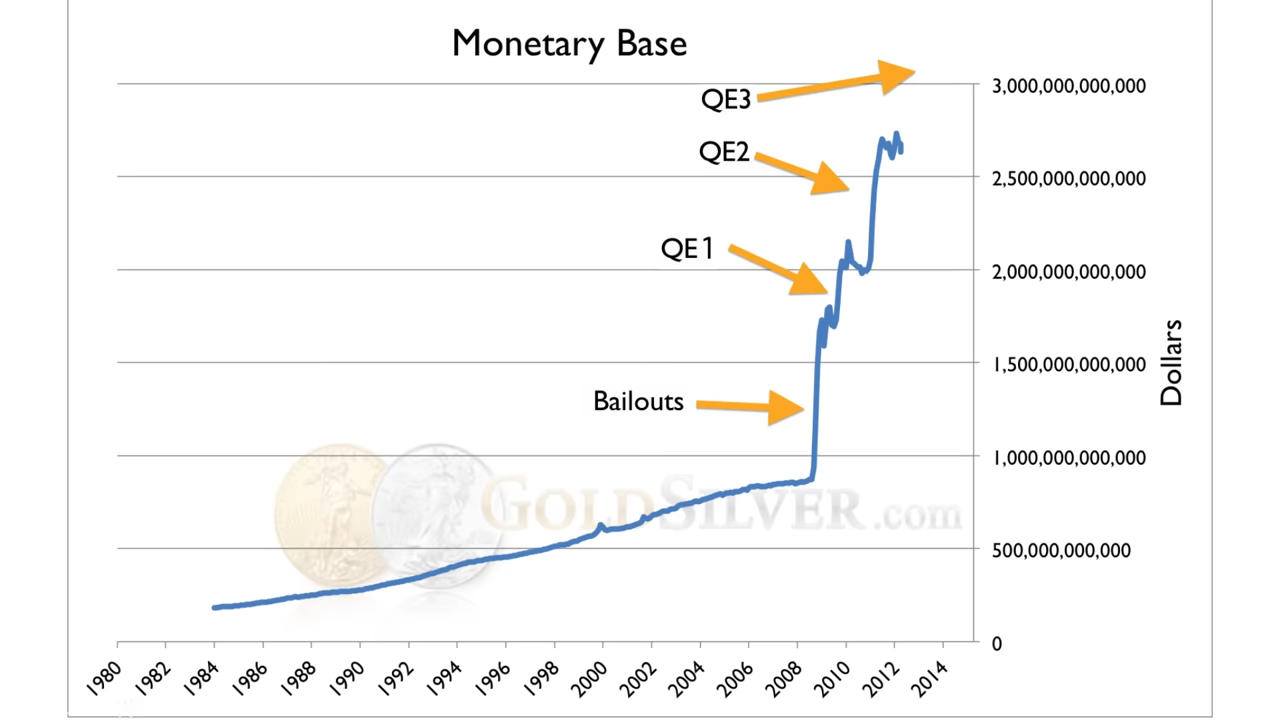 Monetary Base
QE3
QE2
QE1
Bailouts
3,000,000,000,000
2,500,000,000,000
2,000,000,000,000
1,500,000,000,000
1,000,000,000,000
500,000,000,000
0
Dollars
GOLDSILVER.com
1980 1982 1984 1986 1988 1990 1992 1994 1996 1998 2000 2002 2004 2006 2008 2010 2012 2014